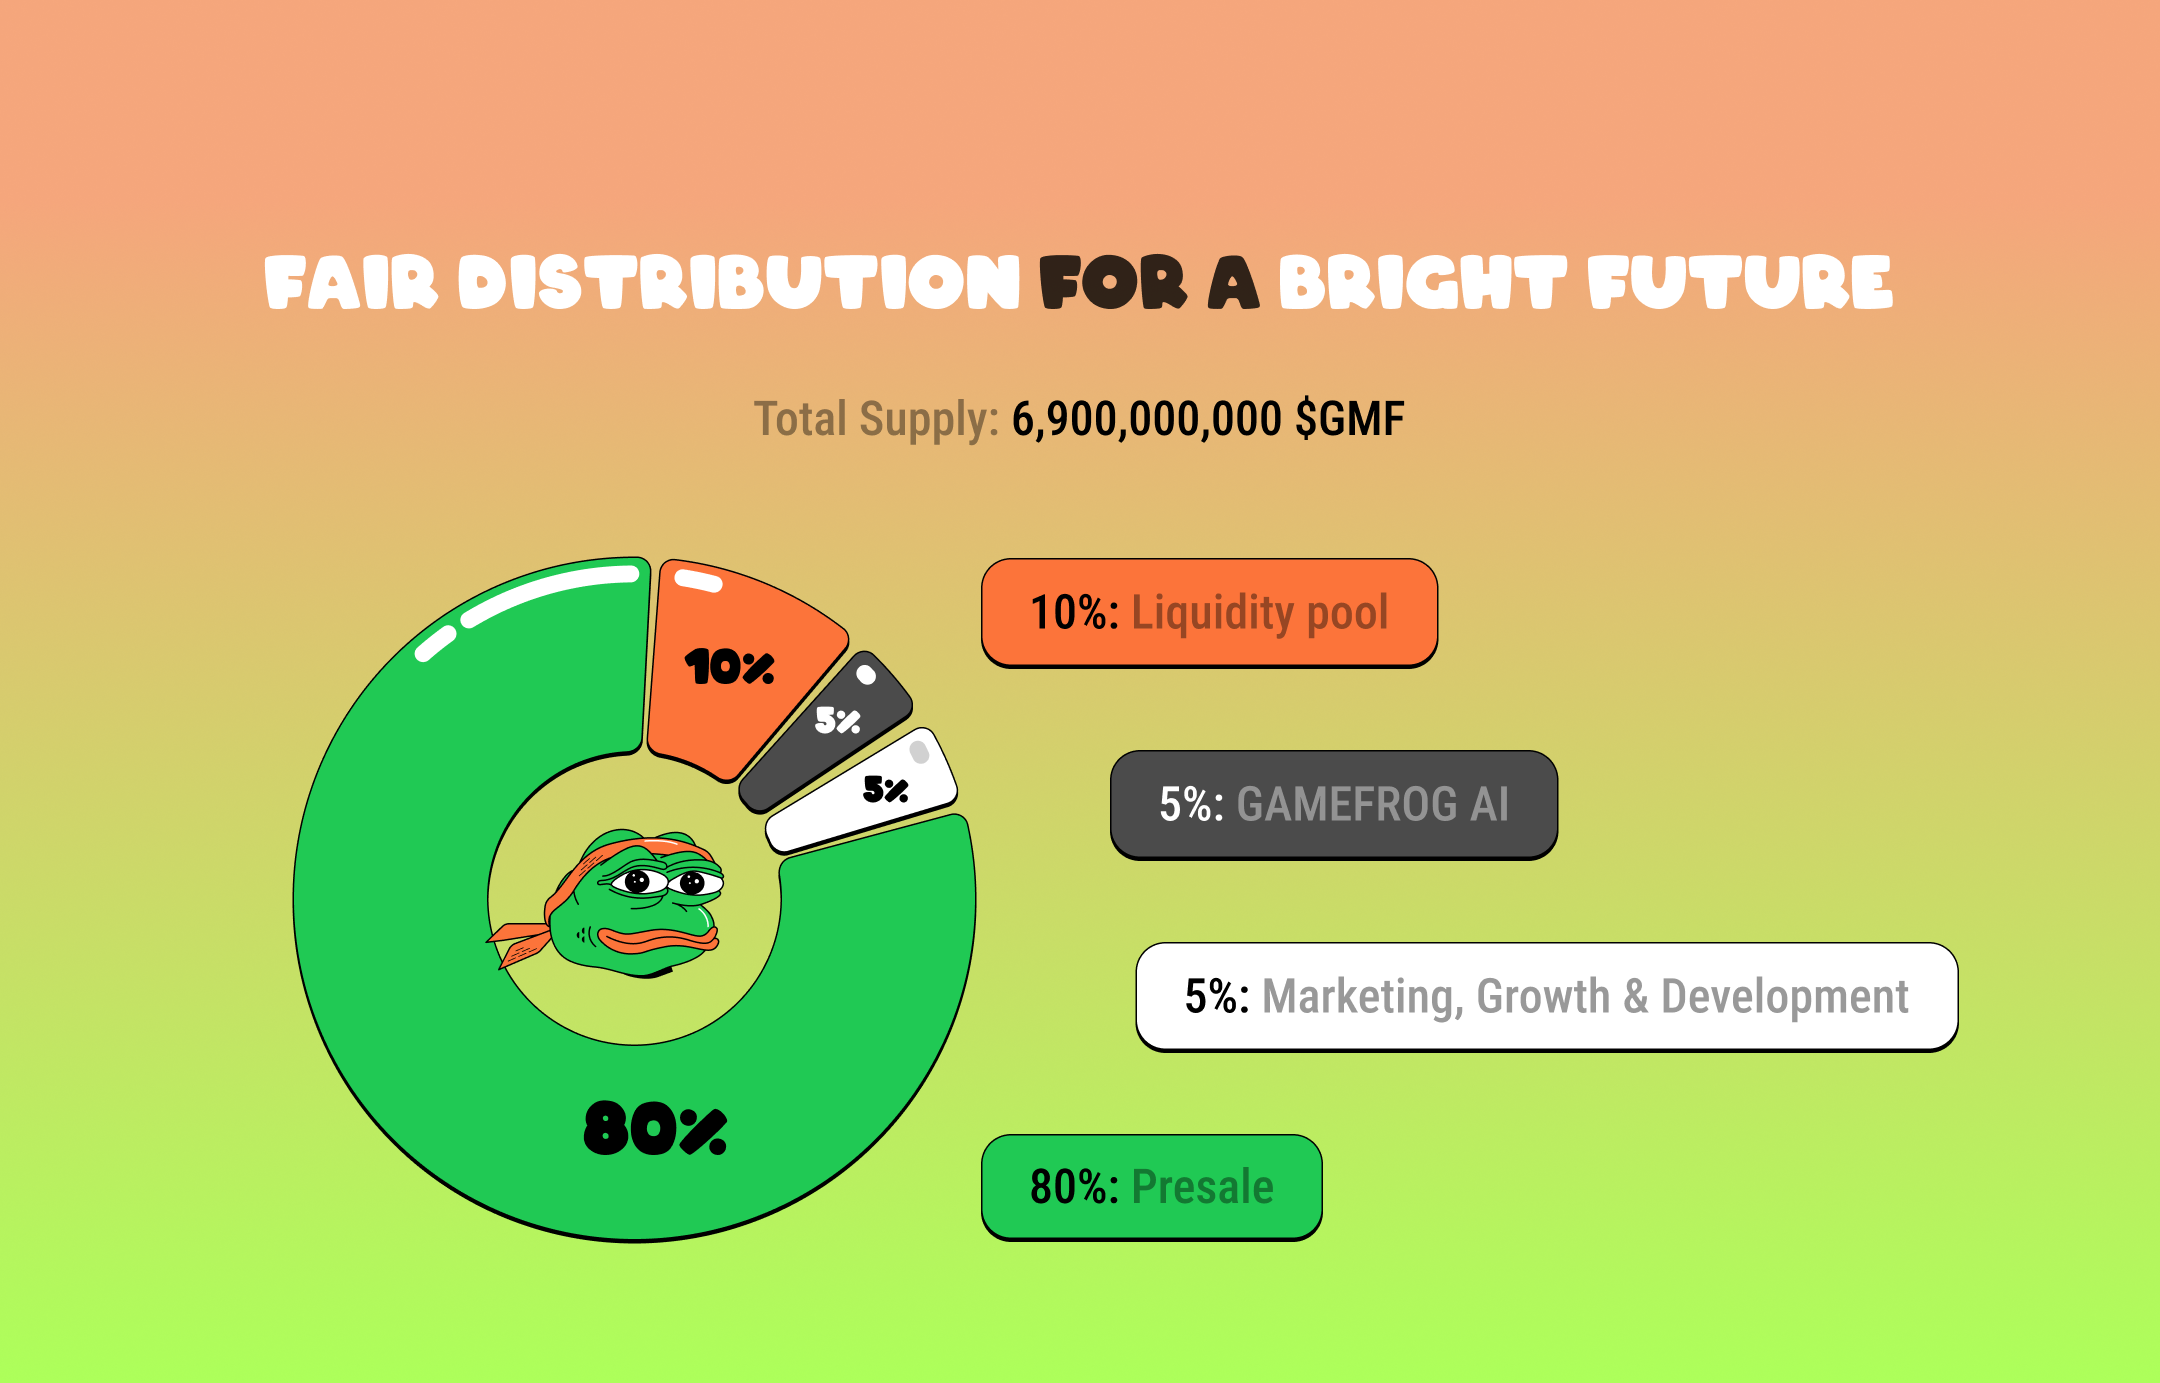 FAIR DISTRIBUTION FOR A BRIGHT FUTURE
Total Supply: 6,900,000,000 $GMF
10%
5%
5%
80%
10%: Liquidity pool
5%: GAMEFROG AI
5%: Marketing, Growth & Development
80%: Presale